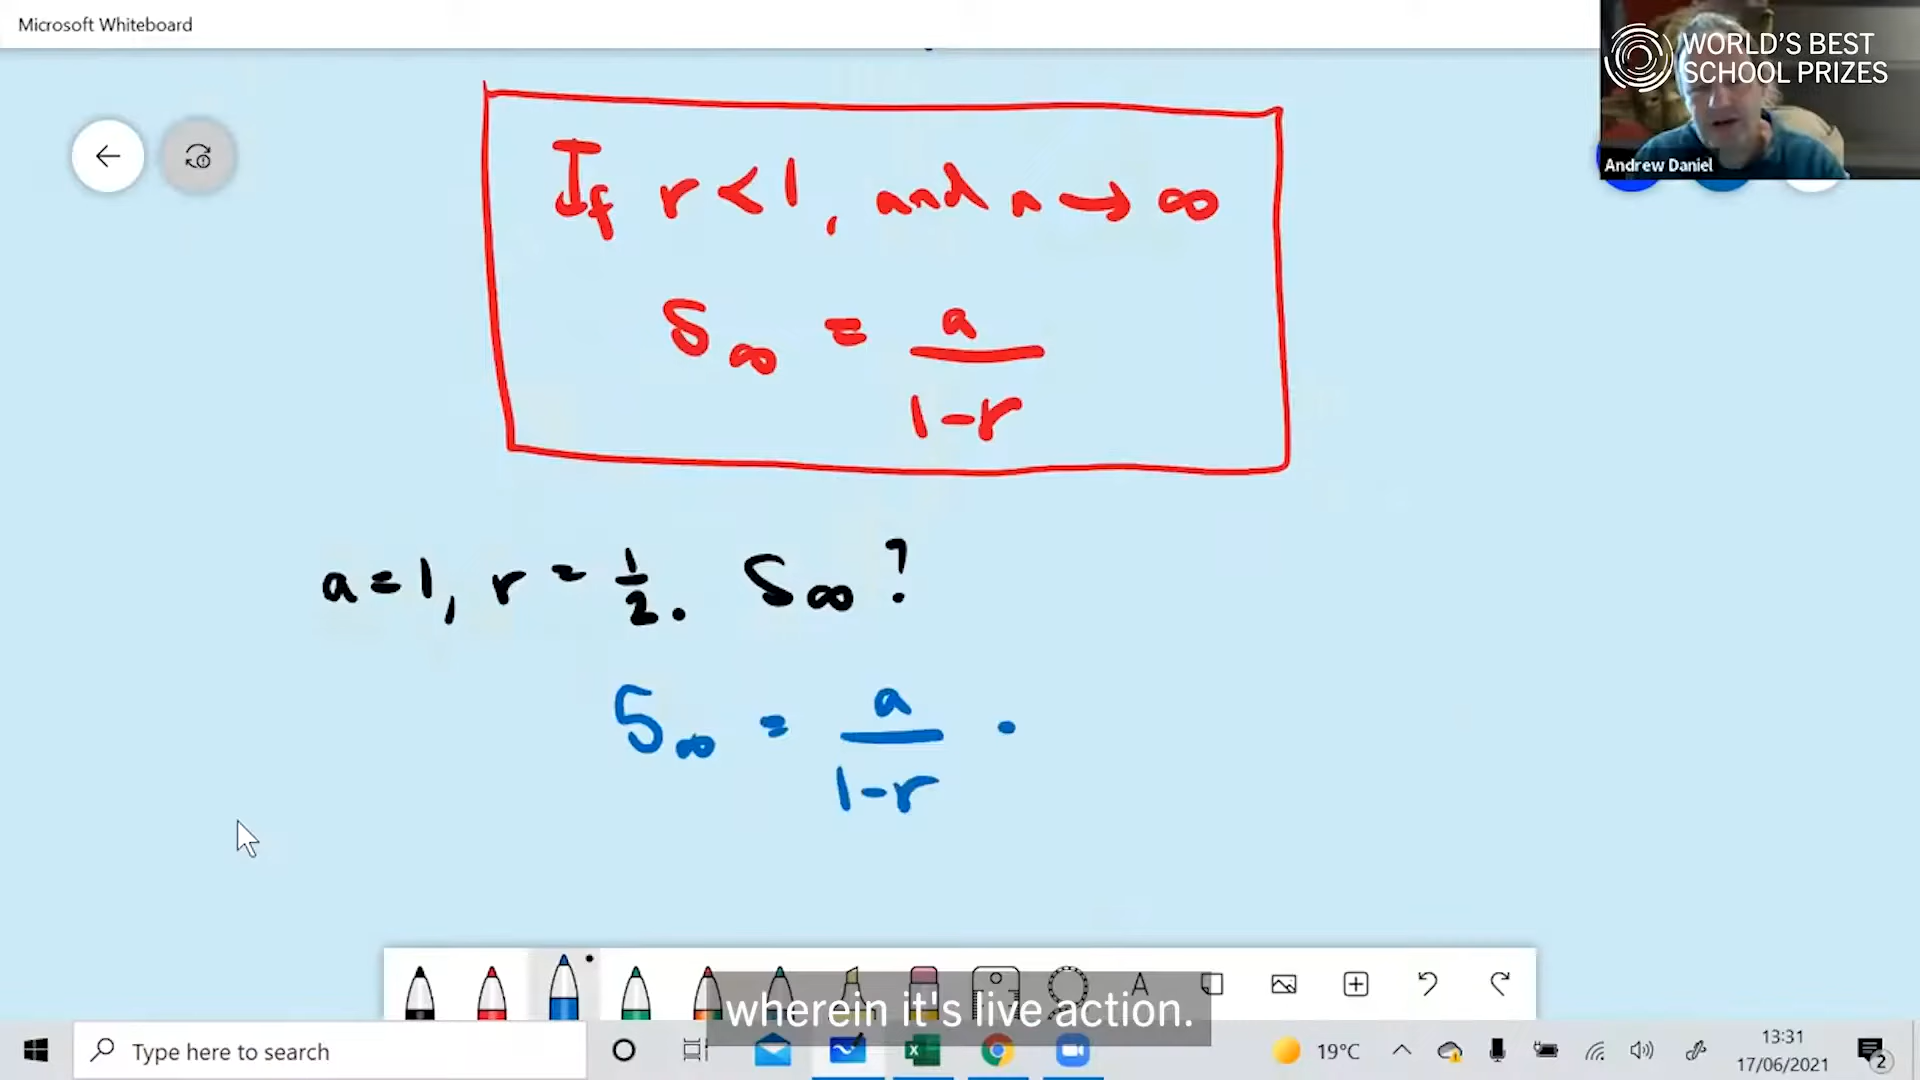 Microsoft Whiteboard
WORLD'S BEST
SCHOOL PRIZES
Andrew Daniel
If r < 1, and n → ∞
S∞ = a / 1-r
a = 1, r = 1/2. S∞ ?
S∞ = a / 1-r
wherein it's live action.
Type here to search
19°C
13:31
17/06/2021
2